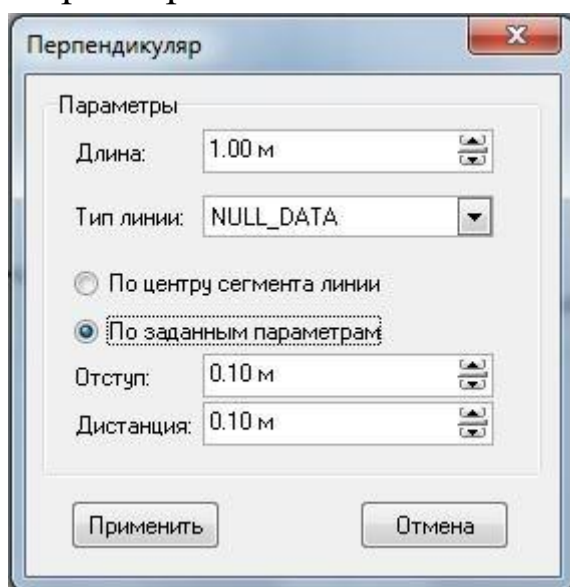 Перпендикуляр
Параметры
Длина: 1.00 м
Тип линии: NULL_DATA
По центру сегмента линии
По заданным параметрам
Отступ: 0.10 м
Дистанция: 0.10 м
Применить Отмена